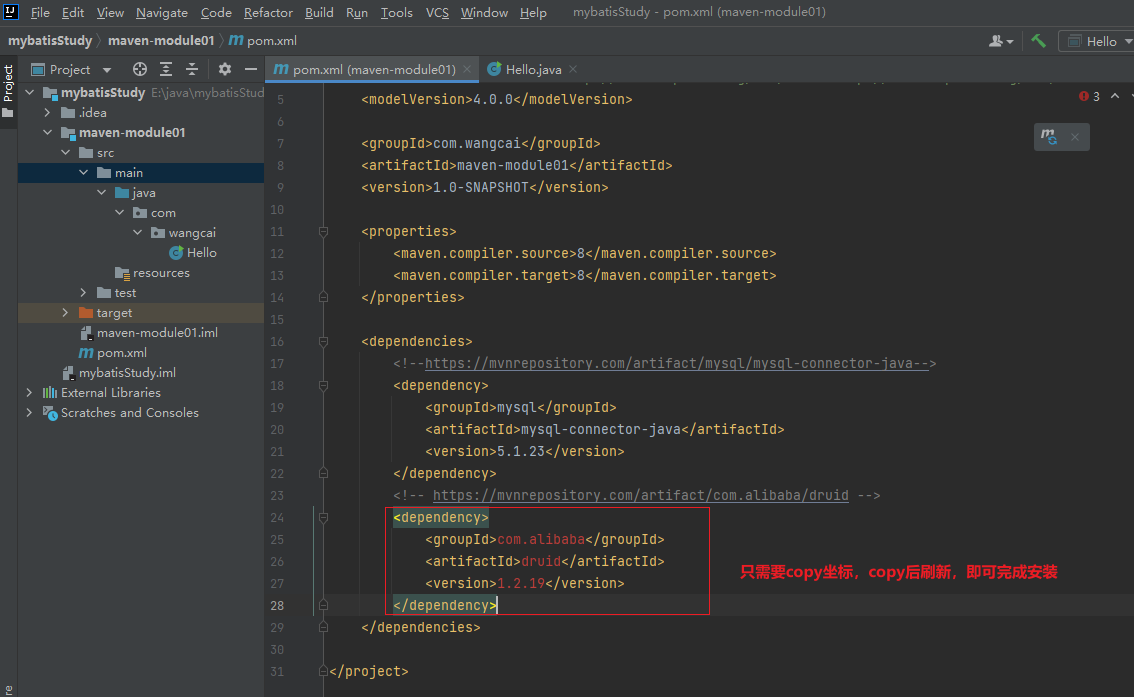 File Edit View Navigate Code Refactor Build Run Tools VCS Window Help mybatisStudy - pom.xml (maven-module01)
mybatisStudy maven-module01 m pom.xml Hello
Project Project m pom.xml (maven-module01) Hello.java
mybatisStudy E:\java\mybatisStud
.idea
maven-module01
src
main
java
com
wangcai
Hello
resources
test
target
maven-module01.iml
pom.xml
mybatisStudy.iml
External Libraries
Scratches and Consoles
3
5 <modelVersion>4.0.0</modelVersion>
6
7 <groupId>com.wangcai</groupId>
8 <artifactId>maven-module01</artifactId>
9 <version>1.0-SNAPSHOT</version>
10
11 <properties>
12 <maven.compiler.source>8</maven.compiler.source>
13 <maven.compiler.target>8</maven.compiler.target>
14 </properties>
15
16 <dependencies>
17 <!--https://mvnrepository.com/artifact/mysql/mysql-connector-java-->
18 <dependency>
19 <groupId>mysql</groupId>
20 <artifactId>mysql-connector-java</artifactId>
21 <version>5.1.23</version>
22 </dependency>
23 <!-- https://mvnrepository.com/artifact/com.alibaba/druid -->
24 <dependency>
25 <groupId>com.alibaba</groupId>
26 <artifactId>druid</artifactId>
27 <version>1.2.19</version>
28 </dependency>
29 </dependencies>
30
31 </project>
只需要copy坐标，copy后刷新，即可完成安装